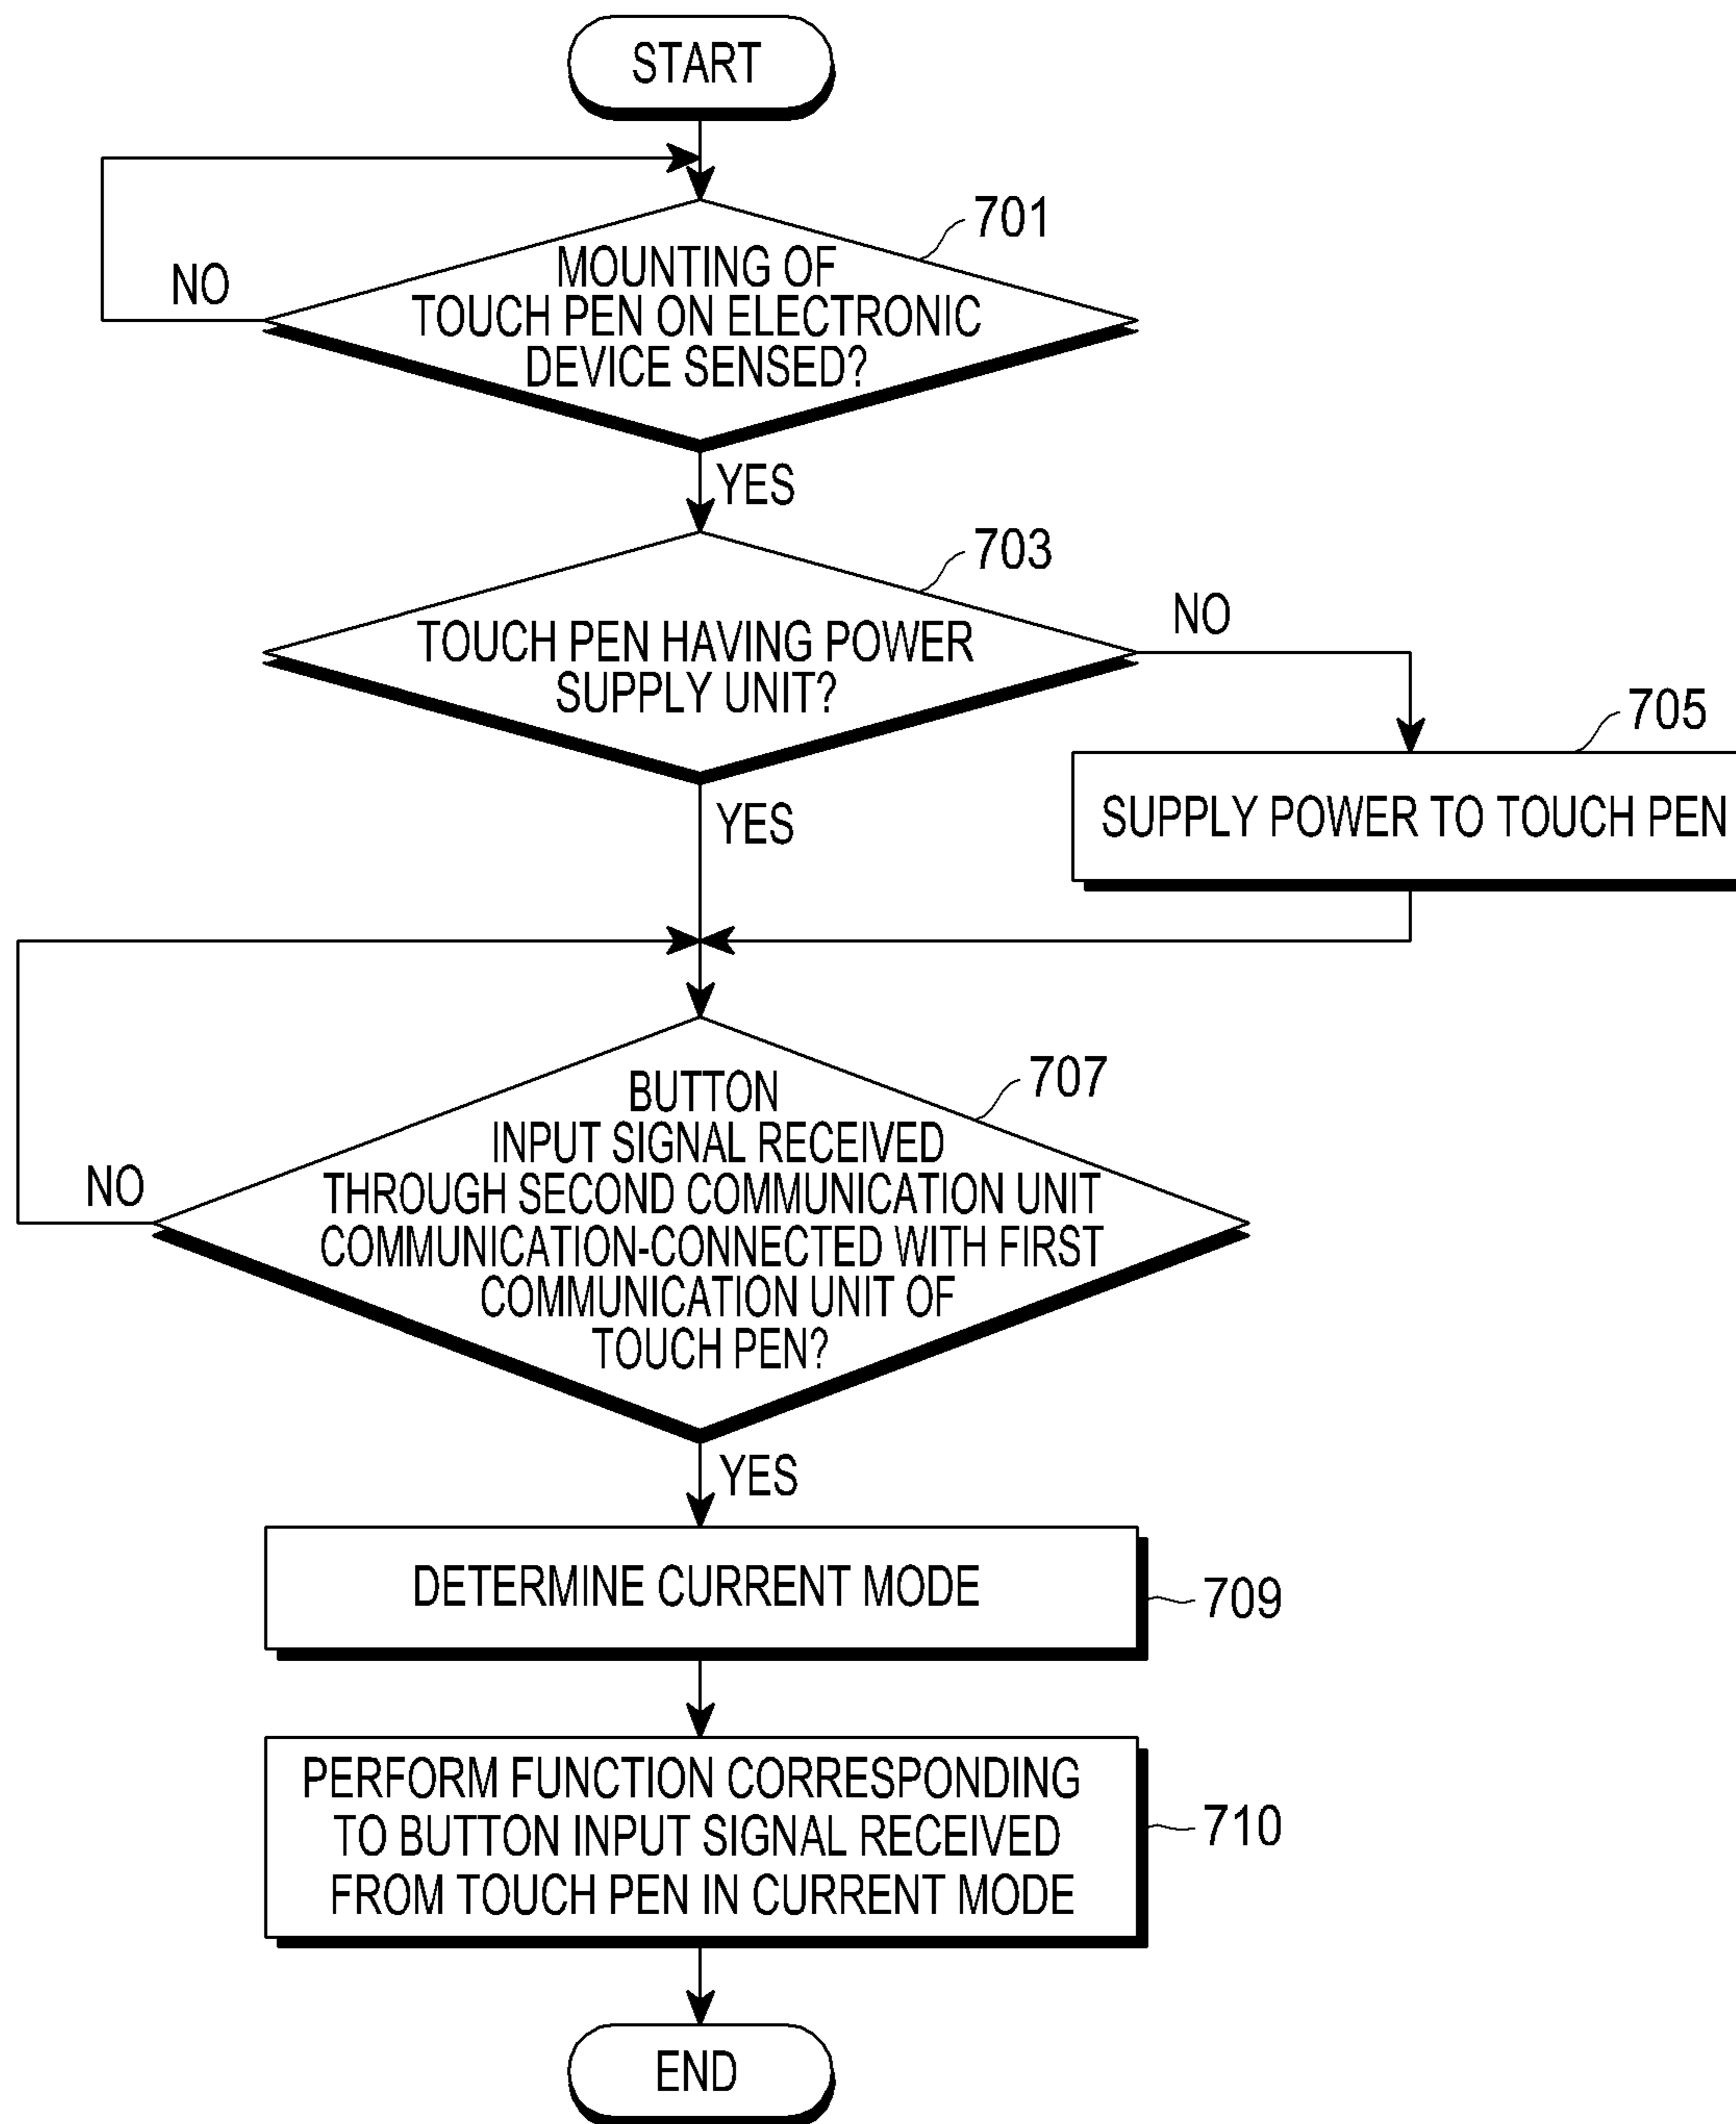 START
701
MOUNTING OF
TOUCH PEN ON ELECTRONIC
DEVICE SENSED?
NO
YES
703
TOUCH PEN HAVING POWER
SUPPLY UNIT?
NO
YES
705
SUPPLY POWER TO TOUCH PEN
707
BUTTON
INPUT SIGNAL RECEIVED
THROUGH SECOND COMMUNICATION UNIT
COMMUNICATION-CONNECTED WITH FIRST
COMMUNICATION UNIT OF
TOUCH PEN?
NO
YES
DETERMINE CURRENT MODE
709
PERFORM FUNCTION CORRESPONDING
TO BUTTON INPUT SIGNAL RECEIVED
FROM TOUCH PEN IN CURRENT MODE
710
END